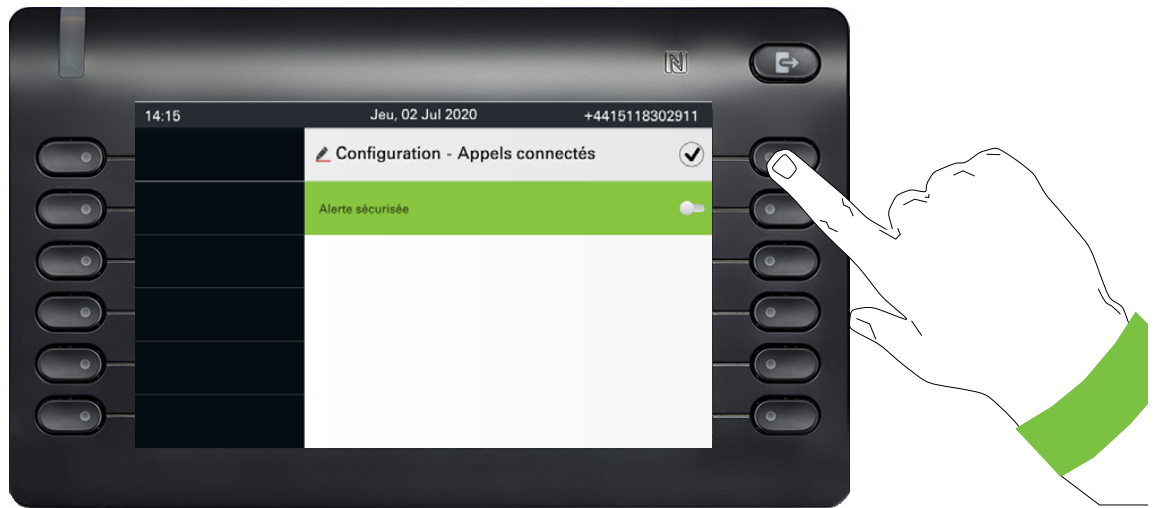 14:15 Jeu, 02 Jul 2020 +4415118302911
Configuration - Appels connectés
Alerte sécurisée